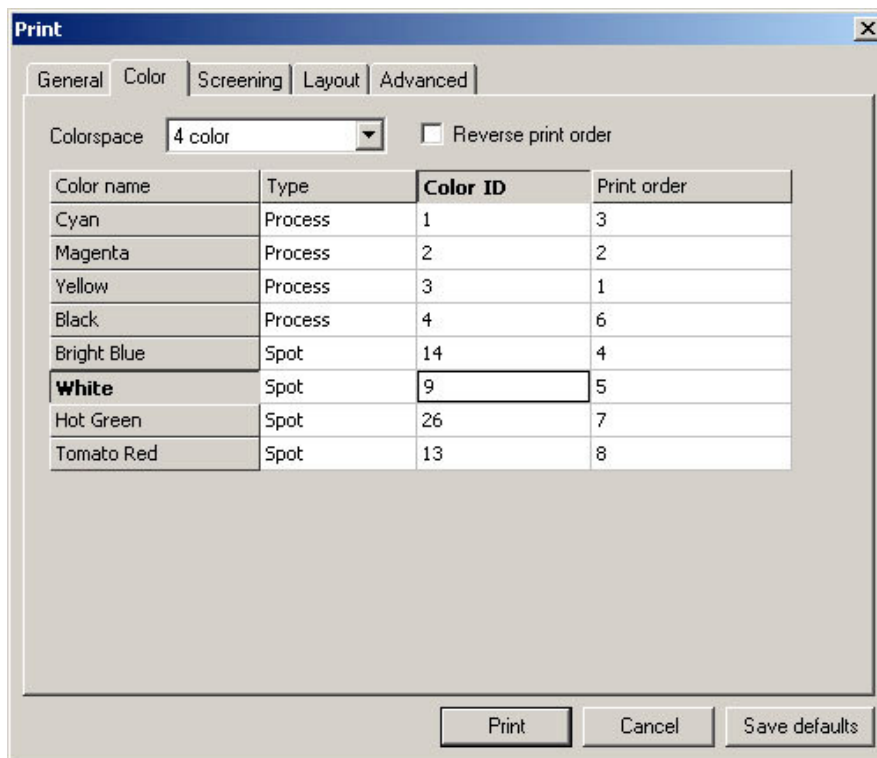 Print
General Color Screening Layout Advanced
Colorspace 4 color Reverse print order
Color name Type Color ID Print order
Cyan Process 1 3
Magenta Process 2 2
Yellow Process 3 1
Black Process 4 6
Bright Blue Spot 14 4
White Spot 9 5
Hot Green Spot 26 7
Tomato Red Spot 13 8
Print Cancel Save defaults